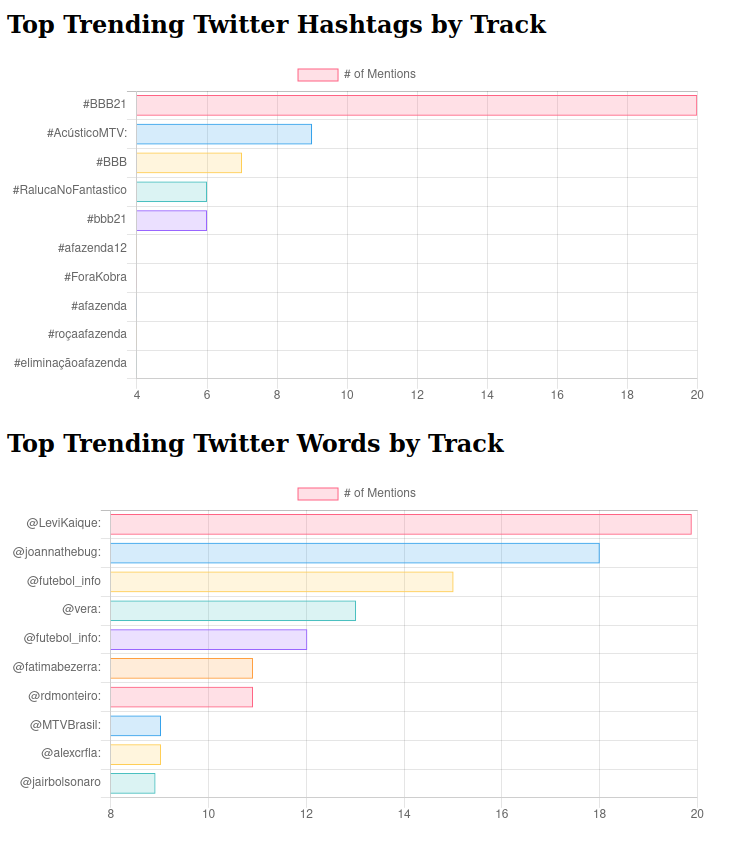 Top Trending Twitter Hashtags by Track
# of Mentions
#BBB21
#AcústicoMTV:
#BBB
#RalucaNoFantastico
#bbb21
#afazenda12
#ForaKobra
#afazenda
#roçaafazenda
#eliminaçãoafazenda
4 6 8 10 12 14 16 18 20
Top Trending Twitter Words by Track
# of Mentions
@LeviKaique:
@joannathebug:
@futebol_info
@vera:
@futebol_info:
@fatimabezerra:
@rdmonteiro:
@MTVBrasil:
@alexcrfla:
@jairbolsonaro
8 10 12 14 16 18 20